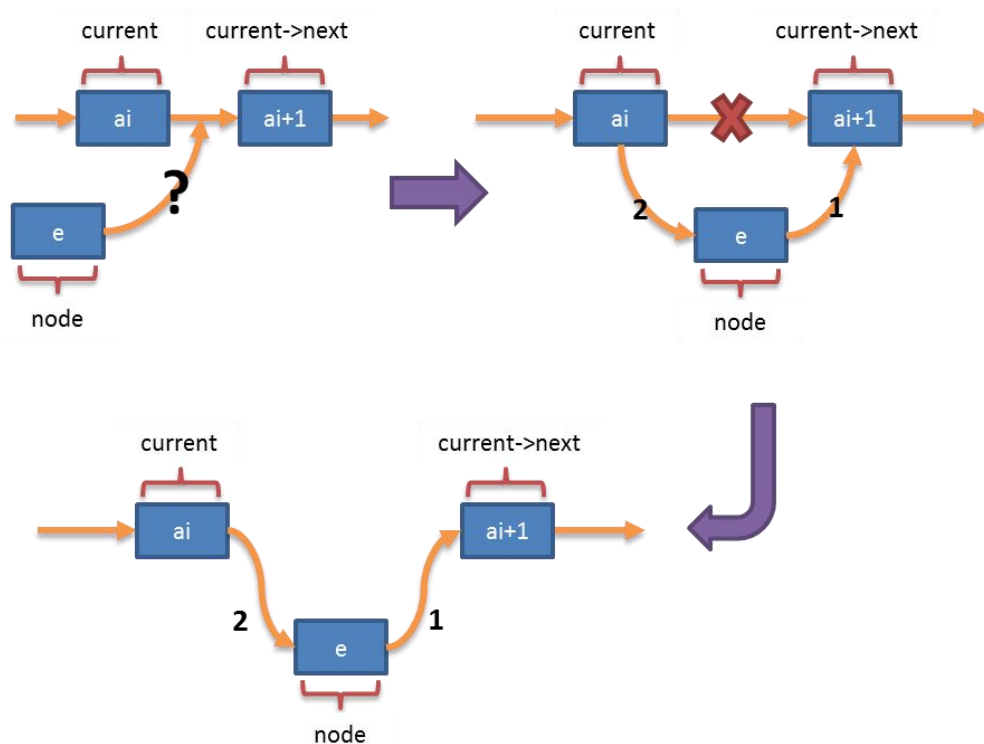 current current->next
ai ai+1
?
e
node
current current->next
ai ai+1
2 1
e
node
current current->next
ai ai+1
2 1
e
node